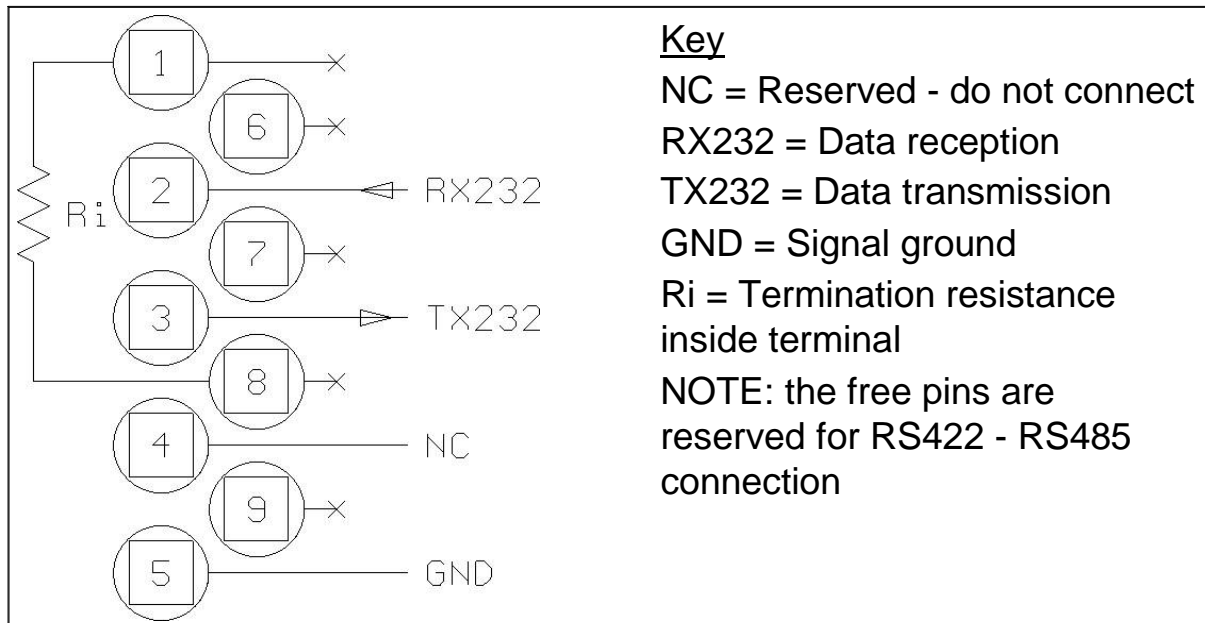 1
6
2
RX232
Ri
7
3
TX232
8
4
NC
9
5
GND
Key
NC = Reserved - do not connect
RX232 = Data reception
TX232 = Data transmission
GND = Signal ground
Ri = Termination resistance
inside terminal
NOTE: the free pins are
reserved for RS422 - RS485
connection